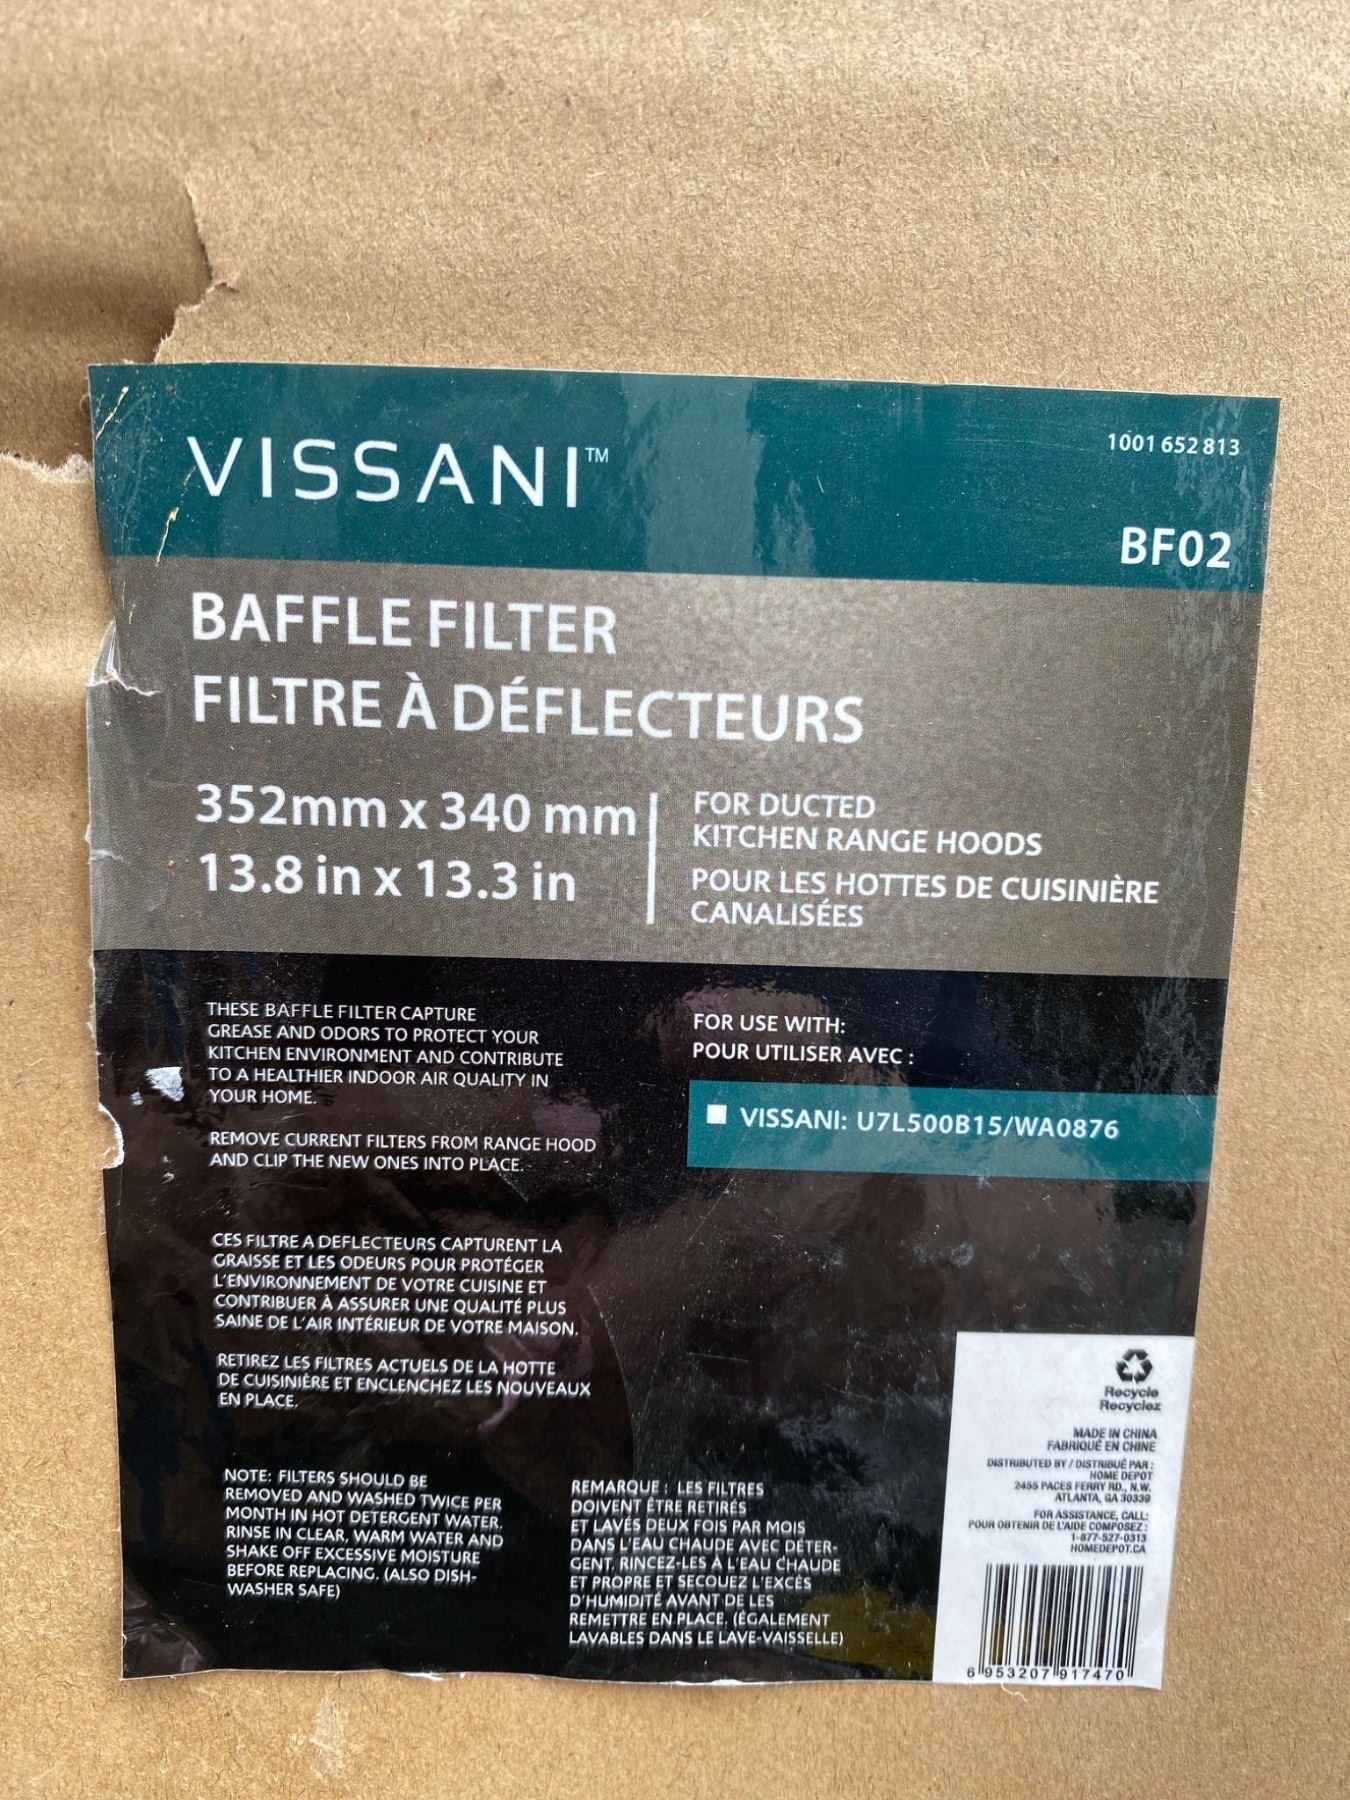 VISSANI™
1001 652 813
BF02
BAFFLE FILTER
FILTRE À DÉFLECTEURS
352mm x 340 mm
13.8 in x 13.3 in
FOR DUCTED
KITCHEN RANGE HOODS
POUR LES HOTTES DE CUISINIÈRE
CANALISÉES
THESE BAFFLE FILTER CAPTURE
GREASE AND ODORS TO PROTECT YOUR
KITCHEN ENVIRONMENT AND CONTRIBUTE
TO A HEALTHIER INDOOR AIR QUALITY IN
YOUR HOME.
REMOVE CURRENT FILTERS FROM RANGE HOOD
AND CLIP THE NEW ONES INTO PLACE.
FOR USE WITH:
POUR UTILISER AVEC :
VISSANI: U7L500B15/WA0876
CES FILTRE A DEFLECTEURS CAPTURENT LA
GRAISSE ET LES ODEURS POUR PROTÉGER
L'ENVIRONNEMENT DE VOTRE CUISINE ET
CONTRIBUER À ASSURER UNE QUALITÉ PLUS
SAINE DE L'AIR INTÉRIEUR DE VOTRE MAISON.
RETIREZ LES FILTRES ACTUELS DE LA HOTTE
DE CUISINIÈRE ET ENCLENCHEZ LES NOUVEAUX
EN PLACE.
NOTE: FILTERS SHOULD BE
REMOVED AND WASHED TWICE PER
MONTH IN HOT DETERGENT WATER.
RINSE IN CLEAR, WARM WATER AND
SHAKE OFF EXCESSIVE MOISTURE
BEFORE REPLACING. (ALSO DISH-
WASHER SAFE)
REMARQUE : LES FILTRES
DOIVENT ÊTRE RETIRÉS
ET LAVÉS DEUX FOIS PAR MOIS
DANS L'EAU CHAUDE AVEC DÉTER-
GENT. RINCEZ-LES À L'EAU CHAUDE
ET PROPRE ET SECOUEZ L'EXCÈS
D'HUMIDITÉ AVANT DE LES
REMETTRE EN PLACE. (ÉGALEMENT
LAVABLES DANS LE LAVE-VAISSELLE)
Recycle
Recyclez
MADE IN CHINA
FABRIQUÉ EN CHINE
DISTRIBUTED BY / DISTRIBUÉ PAR :
HOME DEPOT
2455 PACES FERRY RD., N.W.
ATLANTA, GA 30339
FOR ASSISTANCE, CALL:
POUR OBTENIR DE L'AIDE COMPOSEZ :
1-877-527-0313
HOMEDEPOT.CA
6 953207 917470